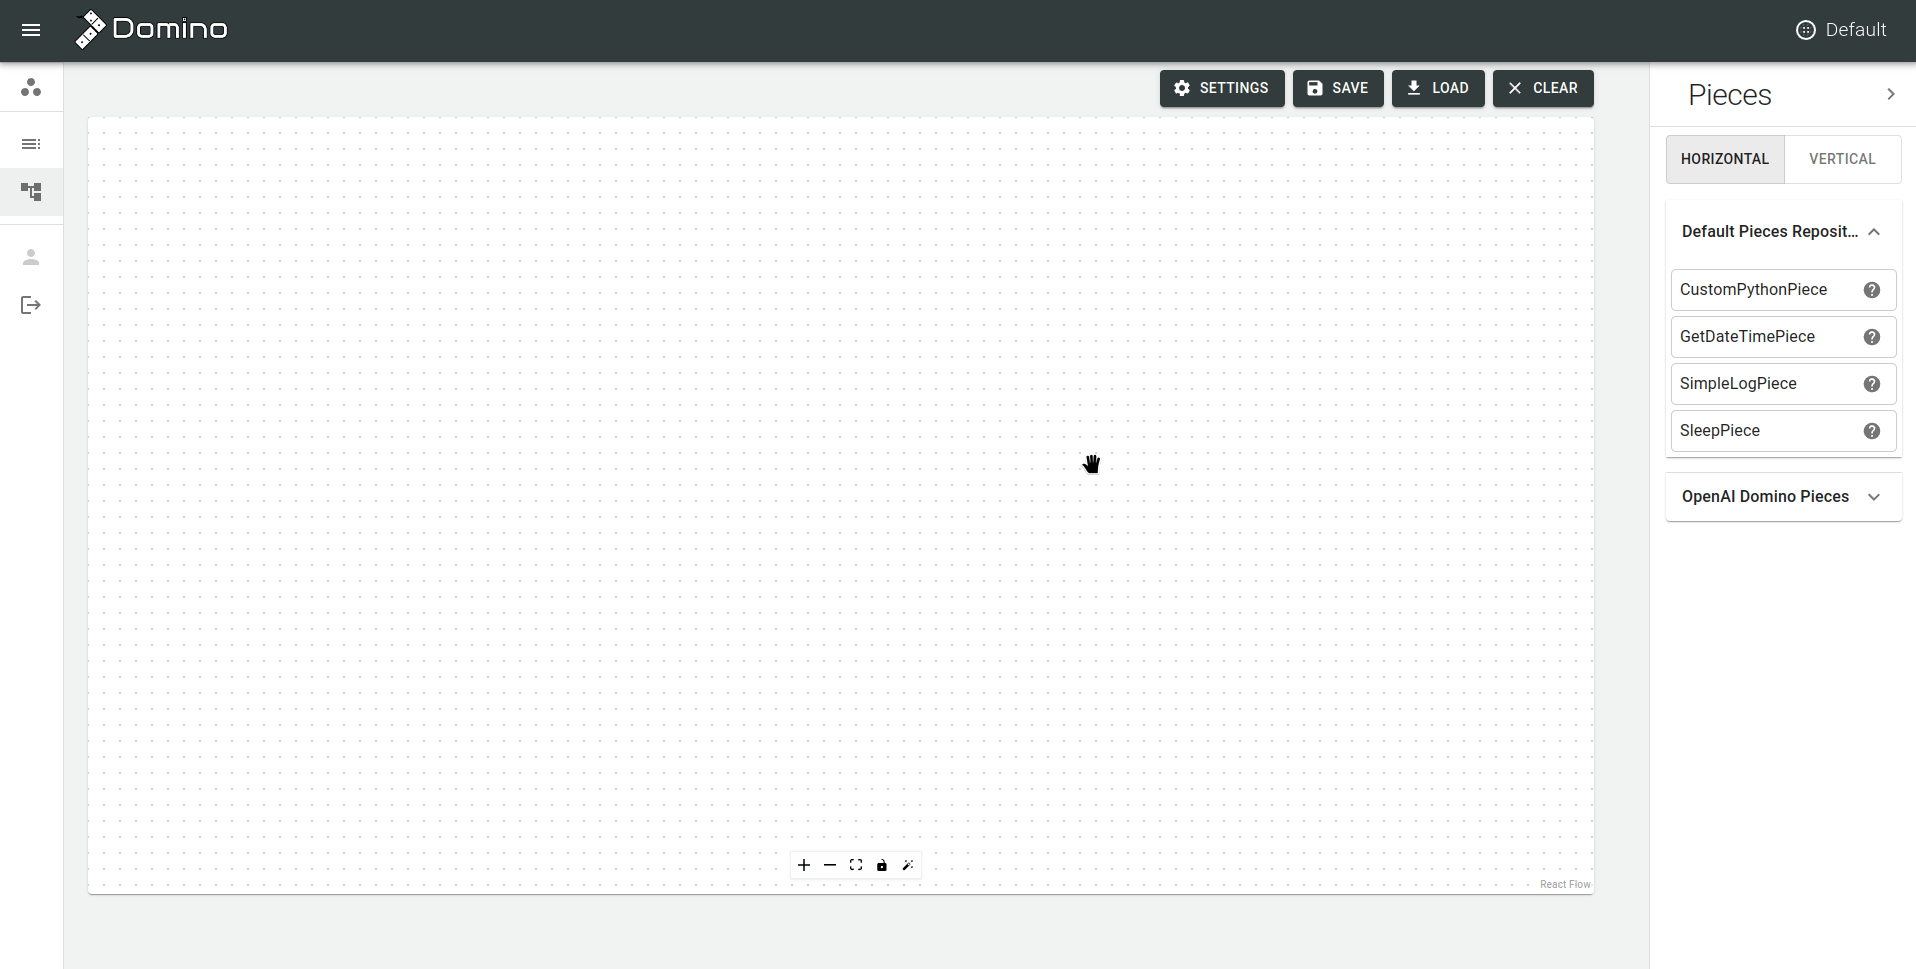 Domino
Default
SETTINGS
SAVE
LOAD
CLEAR
Pieces
HORIZONTAL
VERTICAL
Default Pieces Reposit...
CustomPythonPiece
GetDateTimePiece
SimpleLogPiece
SleepPiece
OpenAI Domino Pieces
React Flow